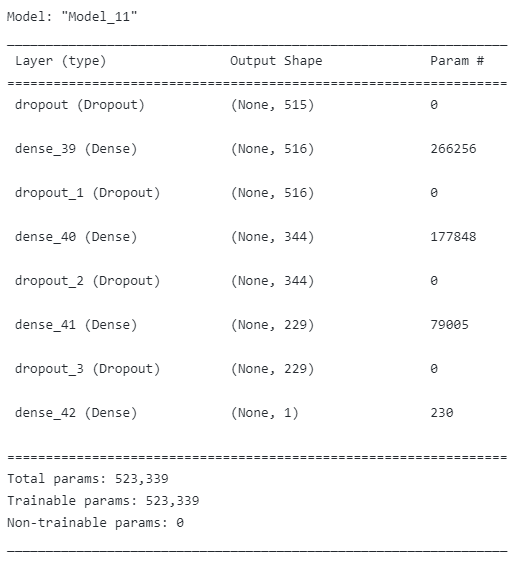 Model: "Model_11"
Layer (type) Output Shape Param #
dropout (Dropout) (None, 515) 0
dense_39 (Dense) (None, 516) 266256
dropout_1 (Dropout) (None, 516) 0
dense_40 (Dense) (None, 344) 177848
dropout_2 (Dropout) (None, 344) 0
dense_41 (Dense) (None, 229) 79005
dropout_3 (Dropout) (None, 229) 0
dense_42 (Dense) (None, 1) 230
Total params: 523,339
Trainable params: 523,339
Non-trainable params: 0